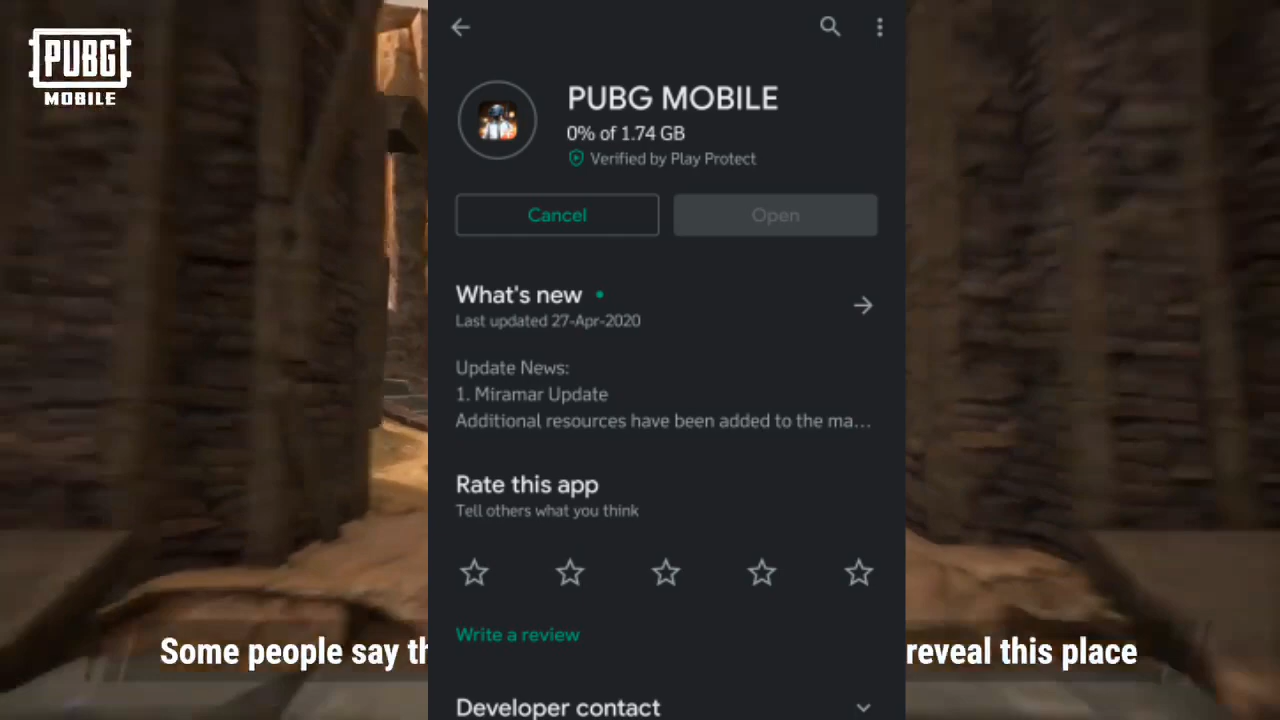 PUBG
MOBILE
PUBG MOBILE
0% of 1.74 GB
Verified by Play Protect
Cancel
Open
What's new
Last updated 27-Apr-2020
Update News:
1. Miramar Update
Additional resources have been added to the ma...
Rate this app
Tell others what you think
Write a review
Some people say th
reveal this place
Developer contact